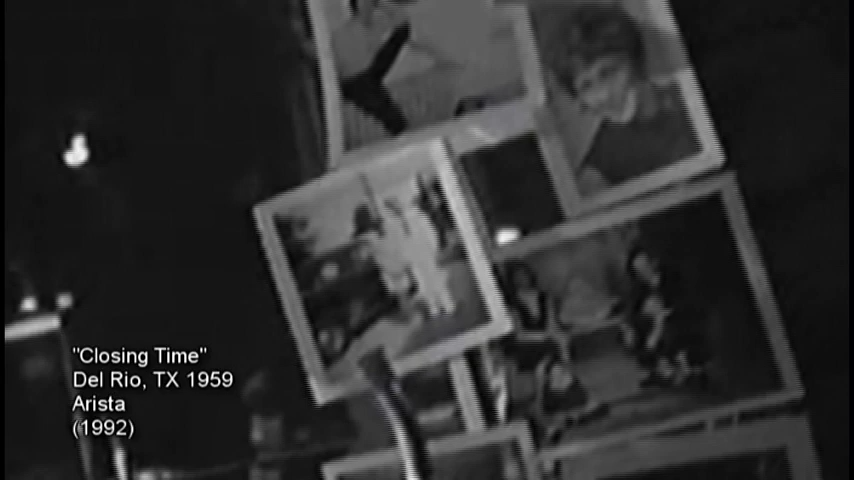 "Closing Time"
Del Rio, TX 1959
Arista
(1992)